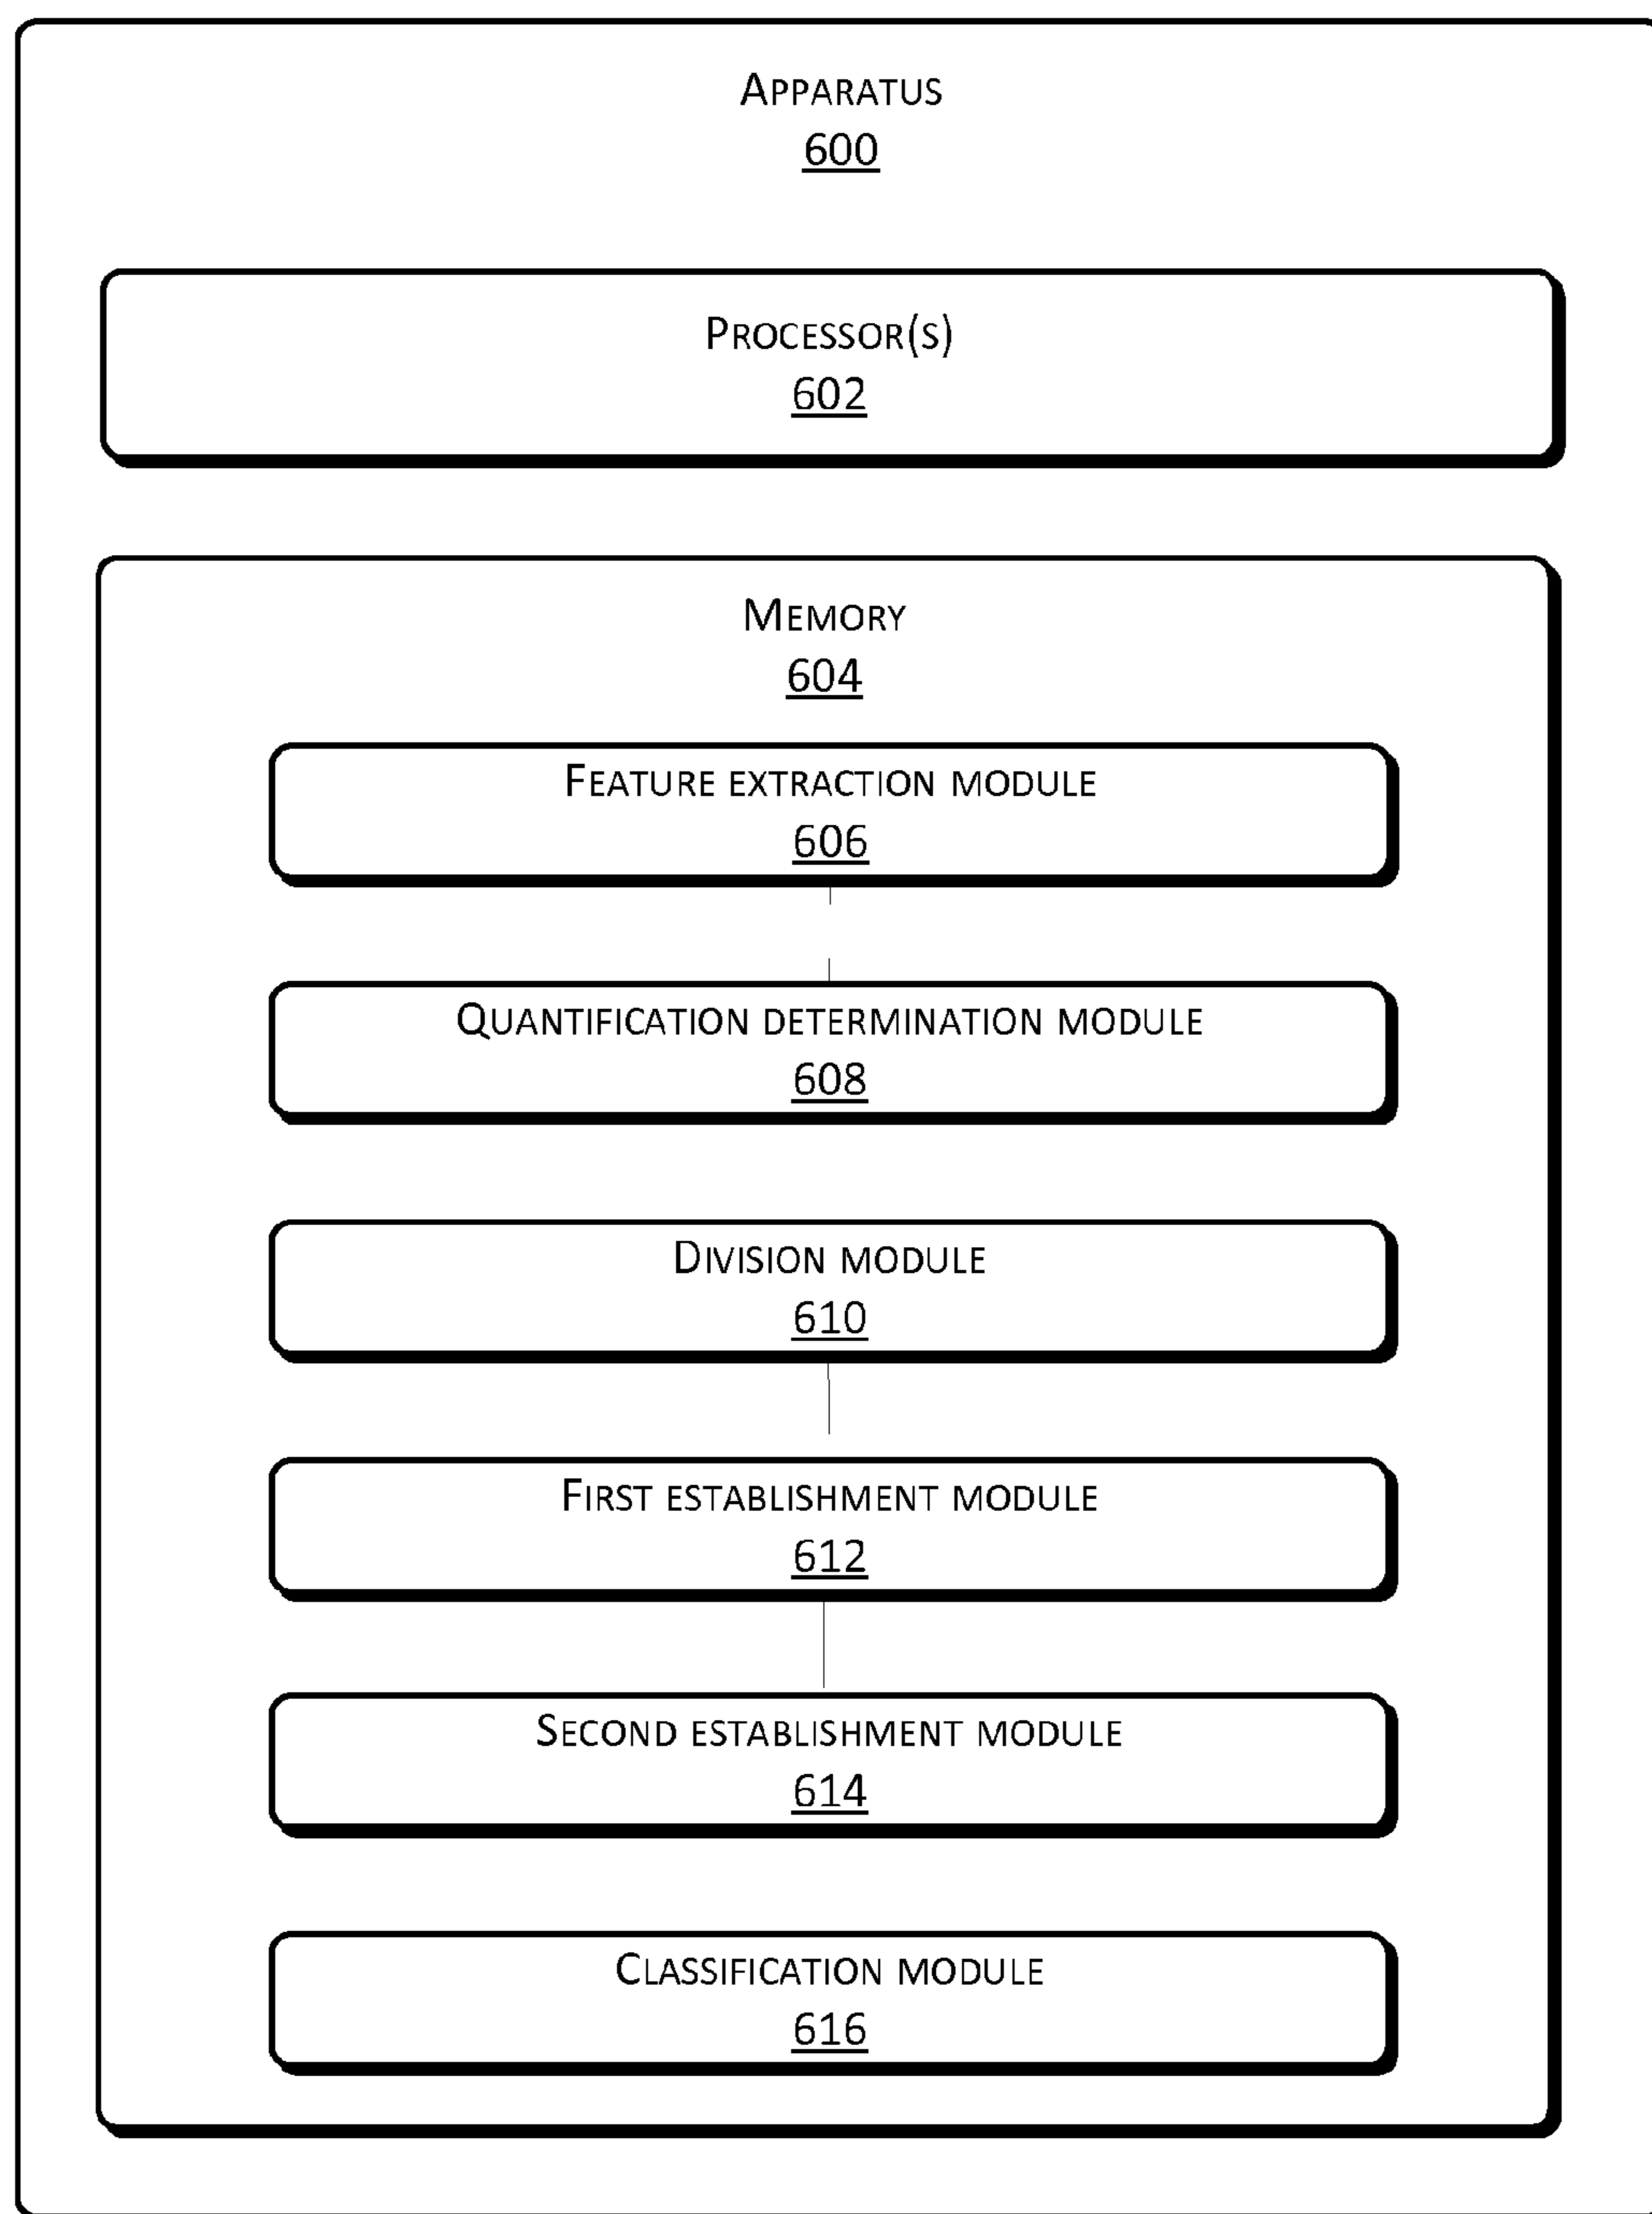 APPARATUS
600
PROCESSOR(S)
602
MEMORY
604
FEATURE EXTRACTION MODULE
606
QUANTIFICATION DETERMINATION MODULE
608
DIVISION MODULE
610
FIRST ESTABLISHMENT MODULE
612
SECOND ESTABLISHMENT MODULE
614
CLASSIFICATION MODULE
616